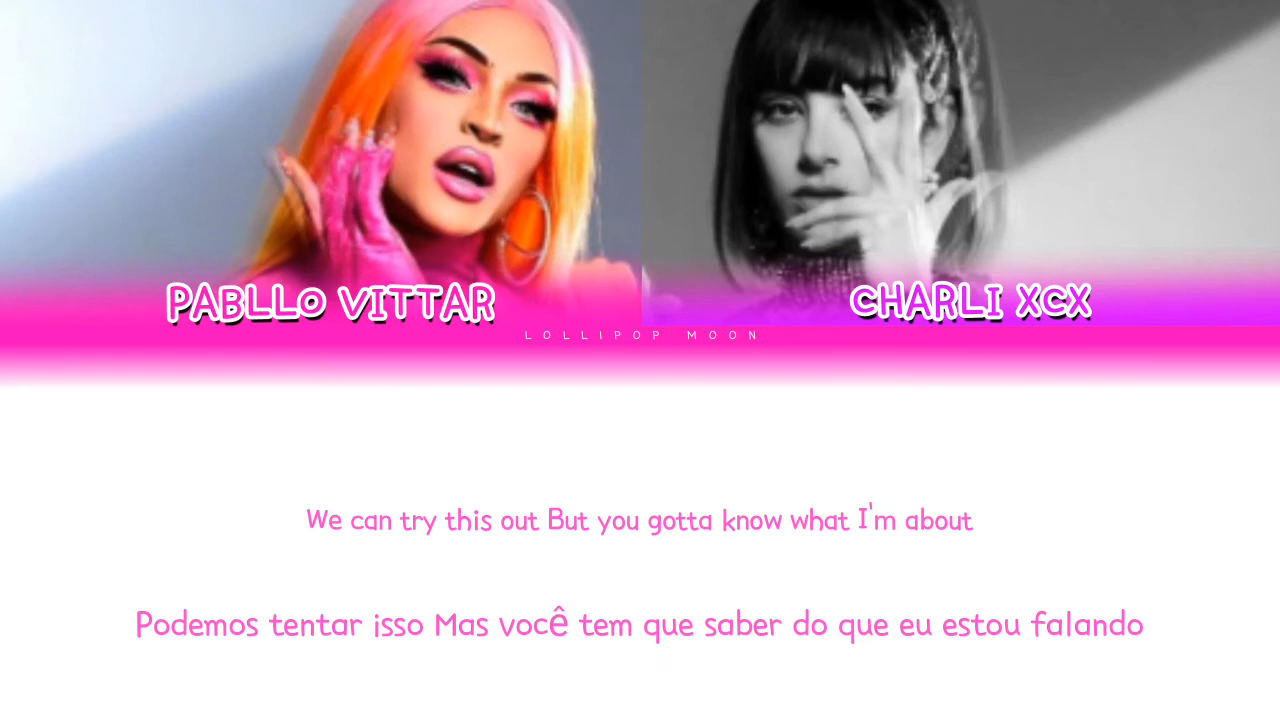 PABLLO VITTAR
CHARLI XCX
LOLLIPOP MOON
We can try this out But you gotta know what I'm about
Podemos tentar isso Mas você tem que saber do que eu estou falando